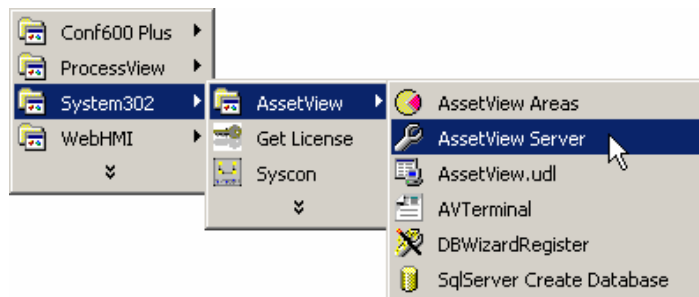 Conf600 Plus
ProcessView
System302
WebHMI
AssetView
Get License
Syscon
AssetView Areas
AssetView Server
AssetView.udl
AVTerminal
DBWizardRegister
SqlServer Create Database